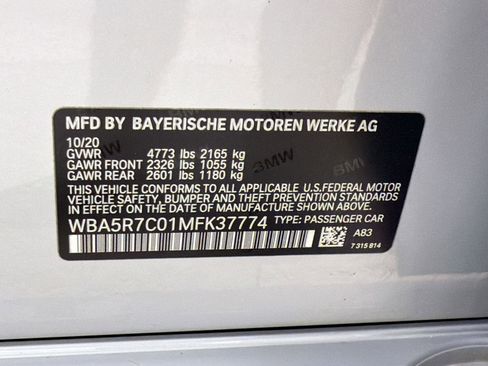 MFD BY BAYERISCHE MOTOREN WERKE AG
10/20
GVWR 4773 lbs 2165 kg
GAWR FRONT 2326 lbs 1055 kg
GAWR REAR 2601 lbs 1180 kg
THIS VEHICLE CONFORMS TO ALL APPLICABLE U.S.FEDERAL MOTOR
VEHICLE SAFETY, BUMPER AND THEFT PREVENTION STANDARDS
IN EFFECT ON THE DATE OF MANUFACTURE SHOWN ABOVE.
WBA5R7C01MFK37774 TYPE: PASSENGER CAR
A83
7 315 814
BMW
BMW